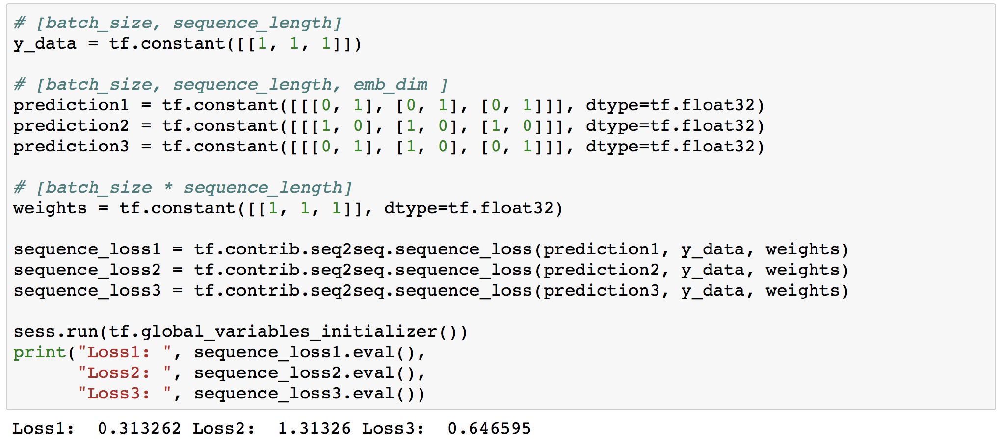 # [batch_size, sequence_length]
y_data = tf.constant([[1, 1, 1]])
# [batch_size, sequence_length, emb_dim ]
prediction1 = tf.constant([[[0, 1], [0, 1], [0, 1]]], dtype=tf.float32)
prediction2 = tf.constant([[[1, 0], [1, 0], [1, 0]]], dtype=tf.float32)
prediction3 = tf.constant([[[0, 1], [1, 0], [0, 1]]], dtype=tf.float32)
# [batch_size * sequence_length]
weights = tf.constant([[1, 1, 1]], dtype=tf.float32)
sequence_loss1 = tf.contrib.seq2seq.sequence_loss(prediction1, y_data, weights)
sequence_loss2 = tf.contrib.seq2seq.sequence_loss(prediction2, y_data, weights)
sequence_loss3 = tf.contrib.seq2seq.sequence_loss(prediction3, y_data, weights)
sess.run(tf.global_variables_initializer())
print("Loss1: ", sequence_loss1.eval(),
      "Loss2: ", sequence_loss2.eval(),
      "Loss3: ", sequence_loss3.eval())
Loss1:  0.313262 Loss2:  1.31326 Loss3:  0.646595